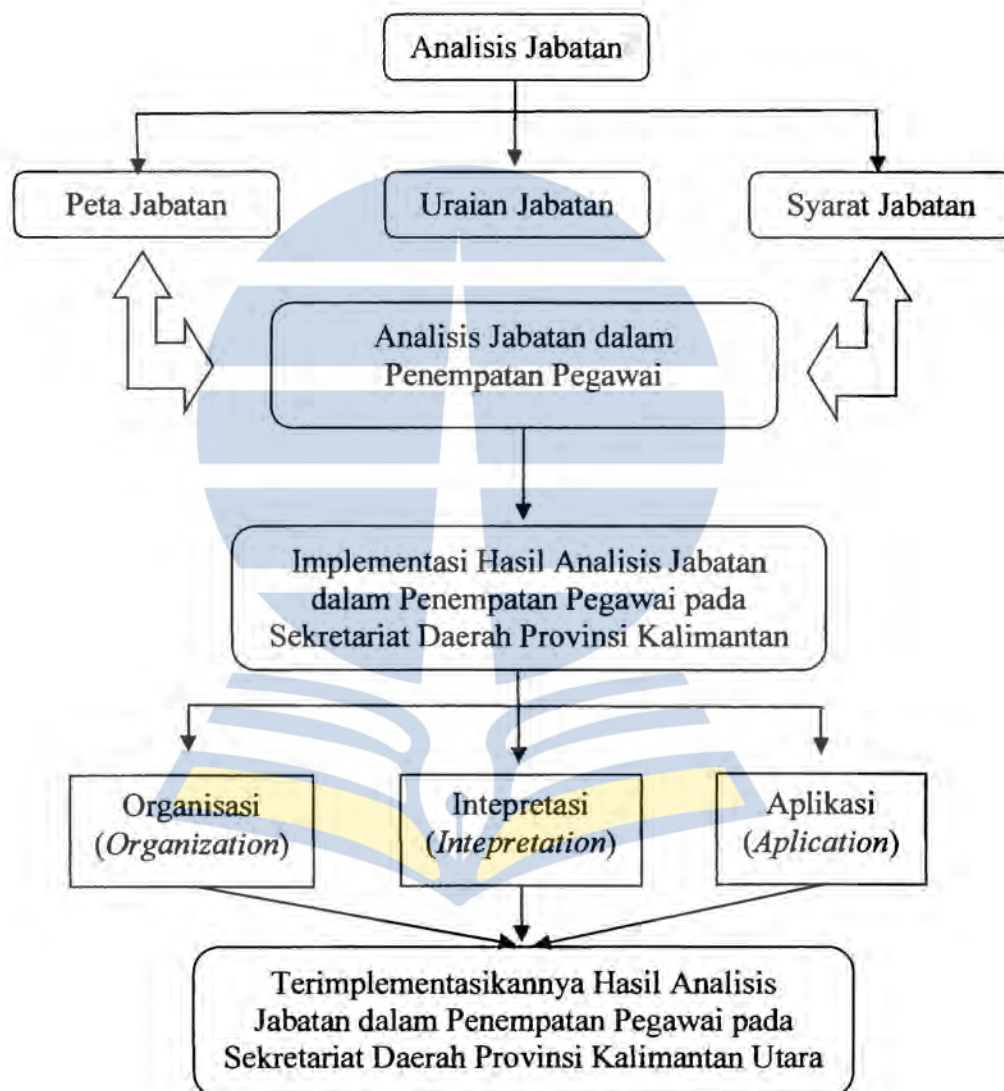 Analisis Jabatan
Peta Jabatan
Uraian Jabatan
Syarat Jabatan
Analisis Jabatan dalam
Penempatan Pegawai
Implementasi Hasil Analisis Jabatan
dalam Penempatan Pegawai pada
Sekretariat Daerah Provinsi Kalimantan
Organisasi
(Organization)
Intepretasi
(Intepretation)
Aplikasi
(Aplication)
Terimplementasikannya Hasil Analisis
Jabatan dalam Penempatan Pegawai pada
Sekretariat Daerah Provinsi Kalimantan Utara